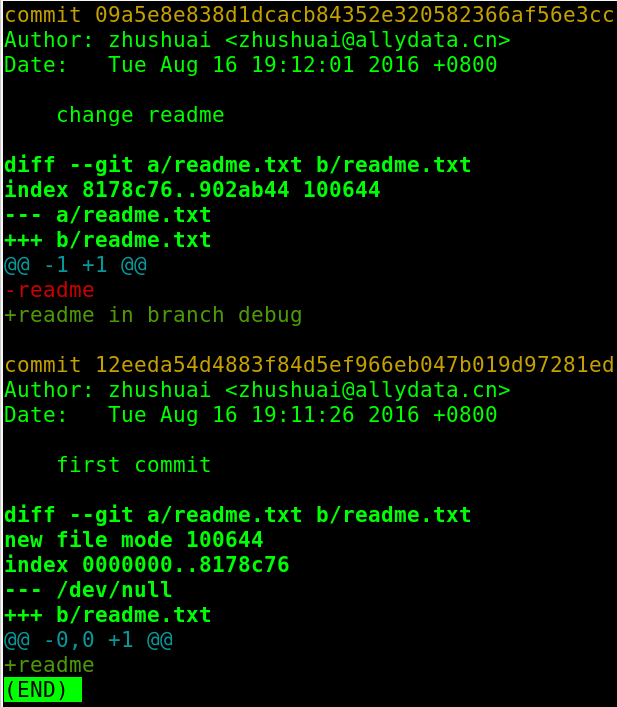 commit 09a5e8e838d1dcacb84352e320582366af56e3cc
Author: zhushuai <zhushuai@allydata.cn>
Date:   Tue Aug 16 19:12:01 2016 +0800
    change readme
diff --git a/readme.txt b/readme.txt
index 8178c76..902ab44 100644
--- a/readme.txt
+++ b/readme.txt
@@ -1 +1 @@
-readme
+readme in branch debug
commit 12eeda54d4883f84d5ef966eb047b019d97281ed
Author: zhushuai <zhushuai@allydata.cn>
Date:   Tue Aug 16 19:11:26 2016 +0800
    first commit
diff --git a/readme.txt b/readme.txt
new file mode 100644
index 0000000..8178c76
--- /dev/null
+++ b/readme.txt
@@ -0,0 +1 @@
+readme
(END)